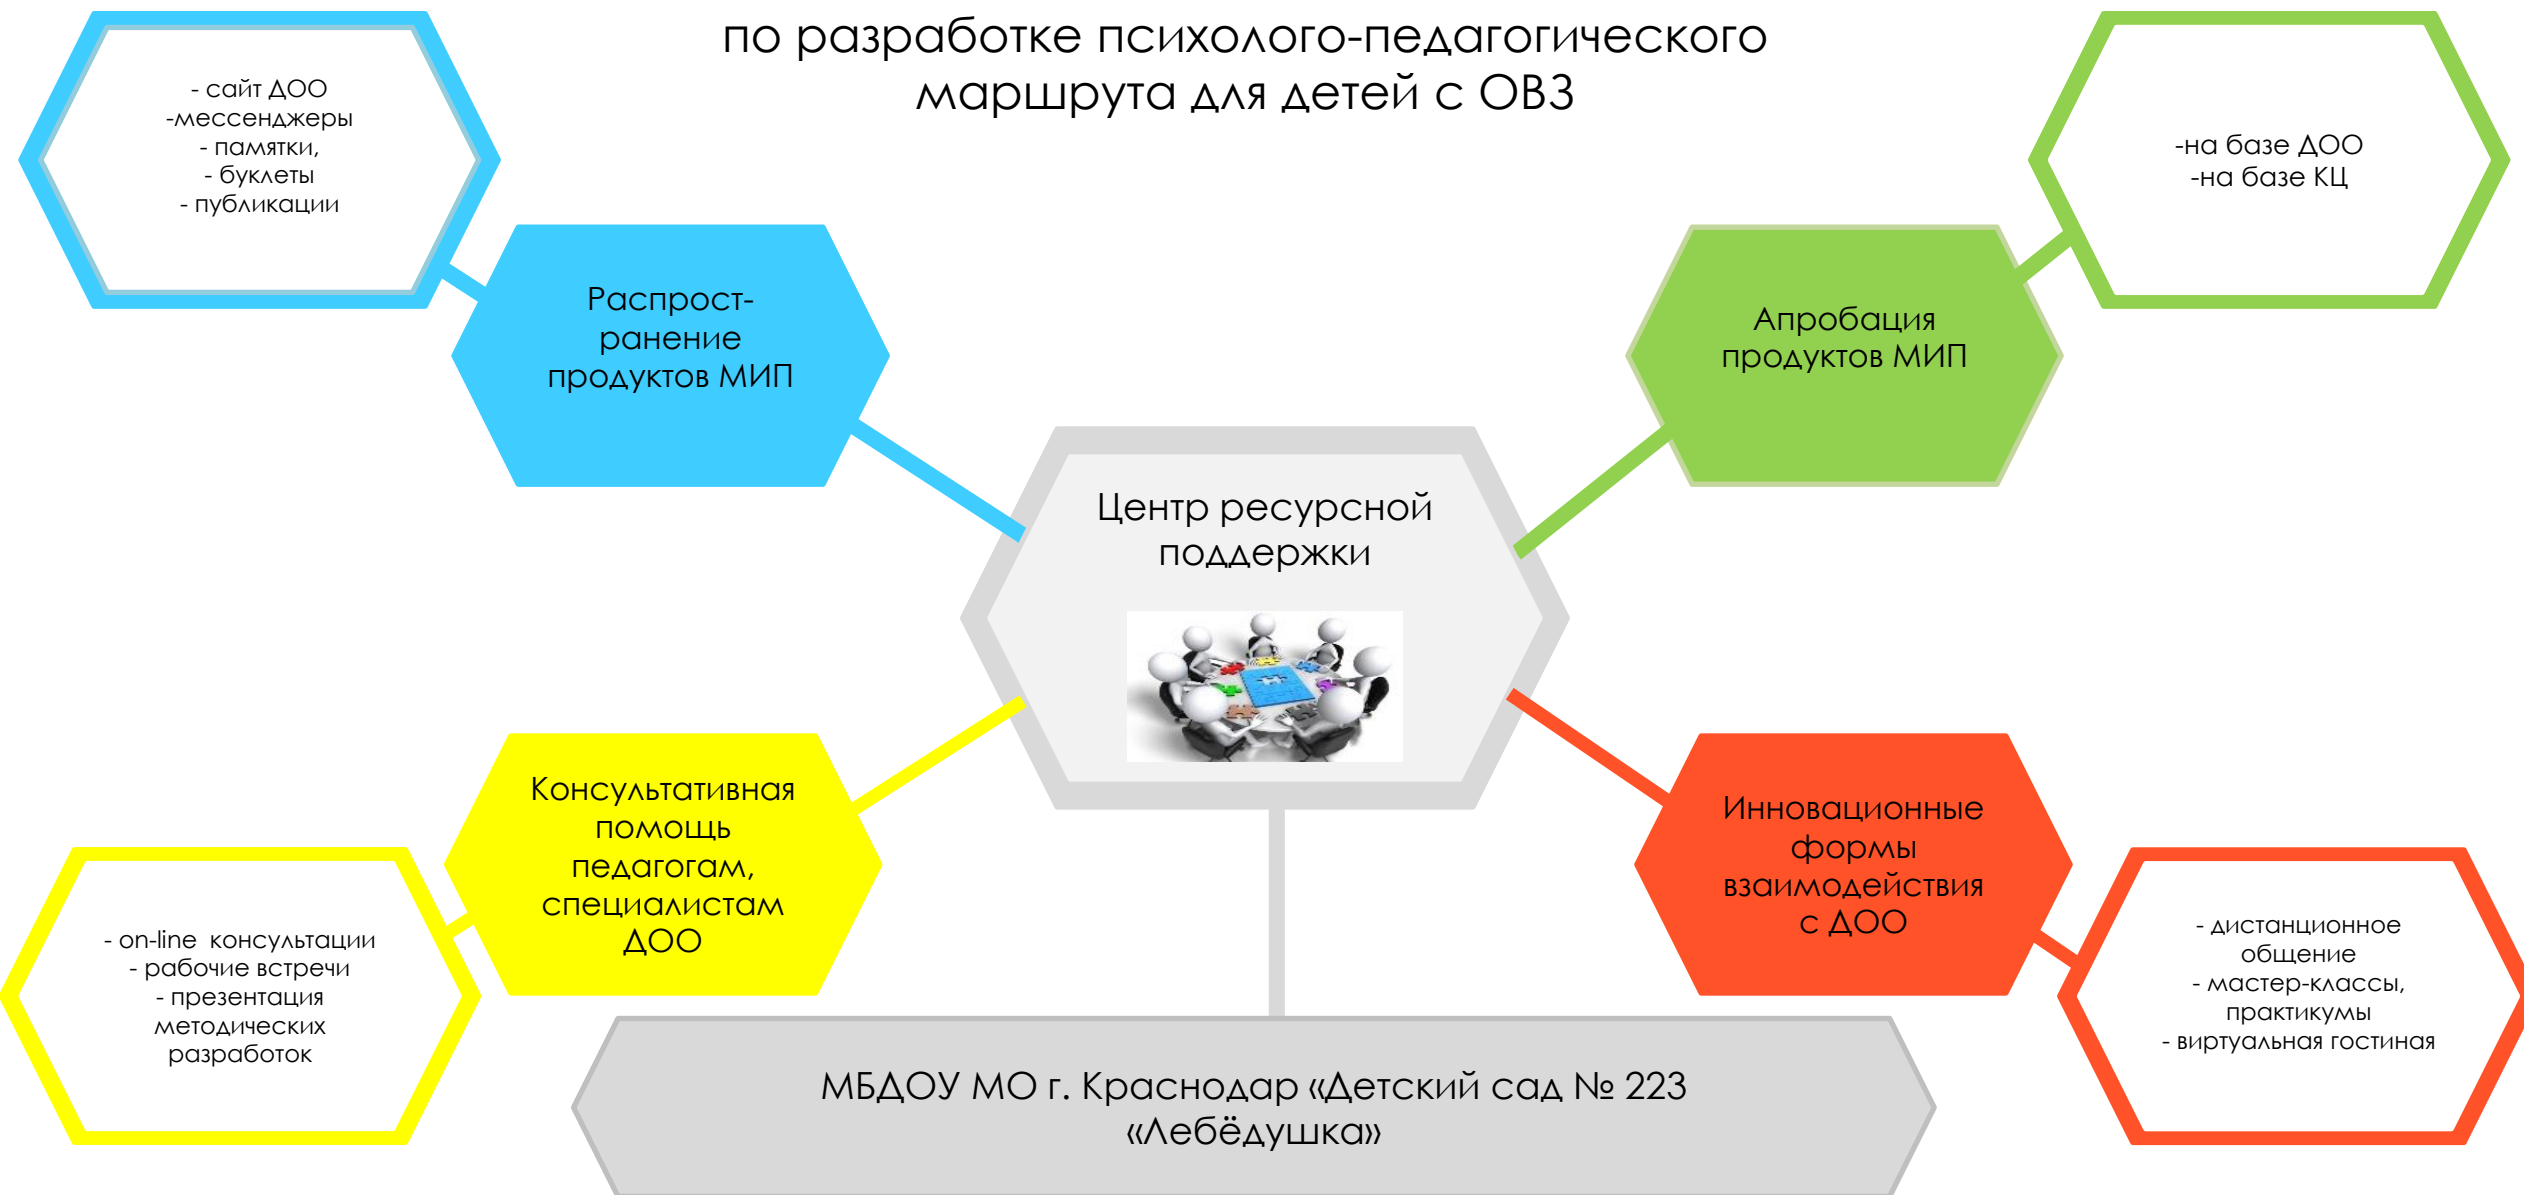 по разработке психолого-педагогического
маршрута для детей с ОВЗ
- сайт ДОО
-мессенджеры
- памятки,
- буклеты
- публикации
-на базе ДОО
-на базе КЦ
Распрост-
ранение
продуктов МИП
Апробация
продуктов МИП
Центр ресурсной
поддержки
Консультативная
помощь
педагогам,
специалистам
ДОО
Инновационные
формы
взаимодействия
с ДОО
- on-line  консультации
- рабочие встречи
- презентация
методических
разработок
- дистанционное
общение
- мастер-классы,
практикумы
- виртуальная гостиная
МБДОУ МО г. Краснодар «Детский сад № 223
«Лебёдушка»